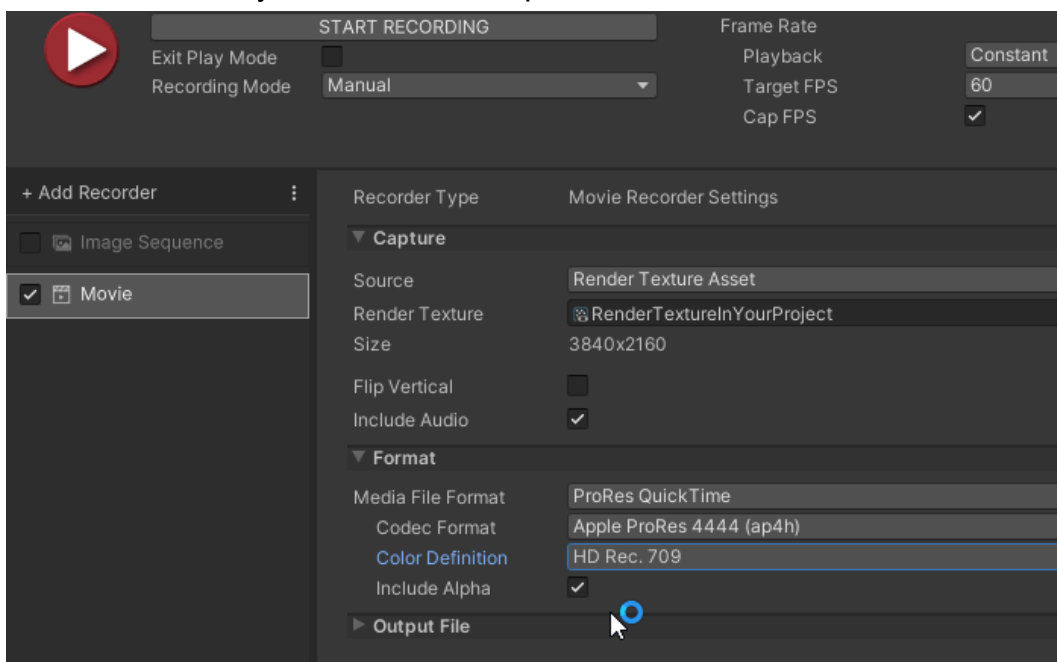 START RECORDING
Exit Play Mode
Recording Mode Manual
Frame Rate
Playback Constant
Target FPS 60
Cap FPS
+ Add Recorder
Image Sequence
Movie
Recorder Type Movie Recorder Settings
Capture
Source Render Texture Asset
Render Texture RenderTextureInYourProject
Size 3840x2160
Flip Vertical
Include Audio
Format
Media File Format ProRes QuickTime
Codec Format Apple ProRes 4444 (ap4h)
Color Definition HD Rec. 709
Include Alpha
Output File